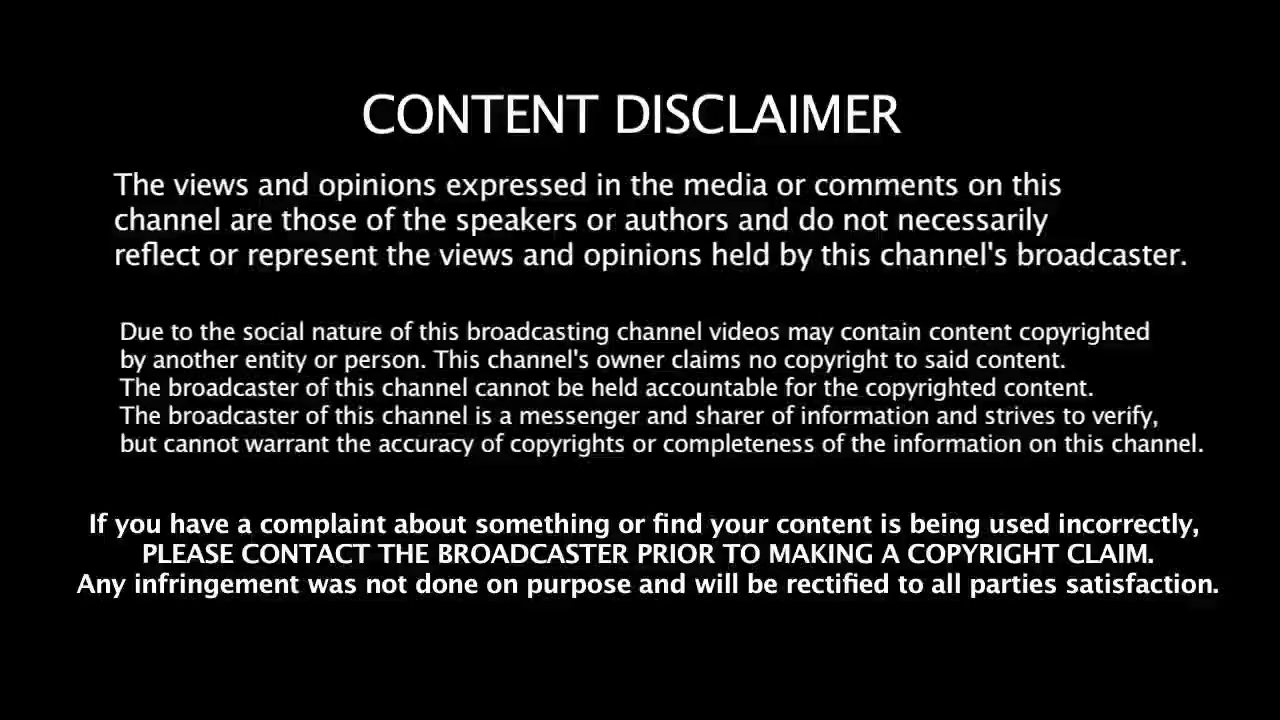 CONTENT DISCLAIMER
The views and opinions expressed in the media or comments on this
channel are those of the speakers or authors and do not necessarily
reflect or represent the views and opinions held by this channel's broadcaster.
Due to the social nature of this broadcasting channel videos may contain content copyrighted
by another entity or person. This channel's owner claims no copyright to said content.
The broadcaster of this channel cannot be held accountable for the copyrighted content.
The broadcaster of this channel is a messenger and sharer of information and strives to verify,
but cannot warrant the accuracy of copyrights or completeness of the information on this channel.
If you have a complaint about something or find your content is being used incorrectly,
PLEASE CONTACT THE BROADCASTER PRIOR TO MAKING A COPYRIGHT CLAIM.
Any infringement was not done on purpose and will be rectified to all parties satisfaction.